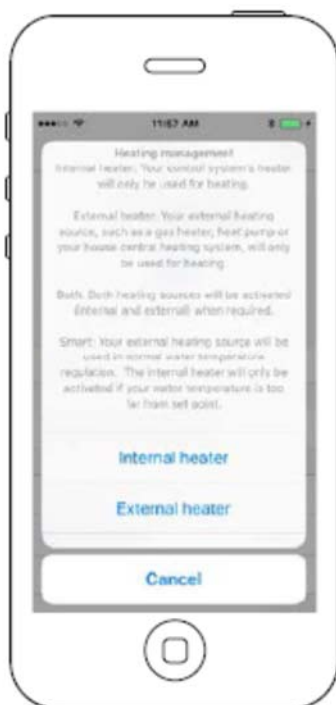 11:57 AM
Heating management
Internal heater: Your control system's heater
will only be used for heating.
External heater: Your external heating
source, such as a gas heater, heat pump or
your house central heating system, will only
be used for heating.
Both: Both heating sources will be activated
(internal and external) when required.
Smart: Your external heating source will be
used in normal water temperature
regulation. The internal heater will only be
activated if your water temperature is too
far from set point.
Internal heater
External heater
Cancel